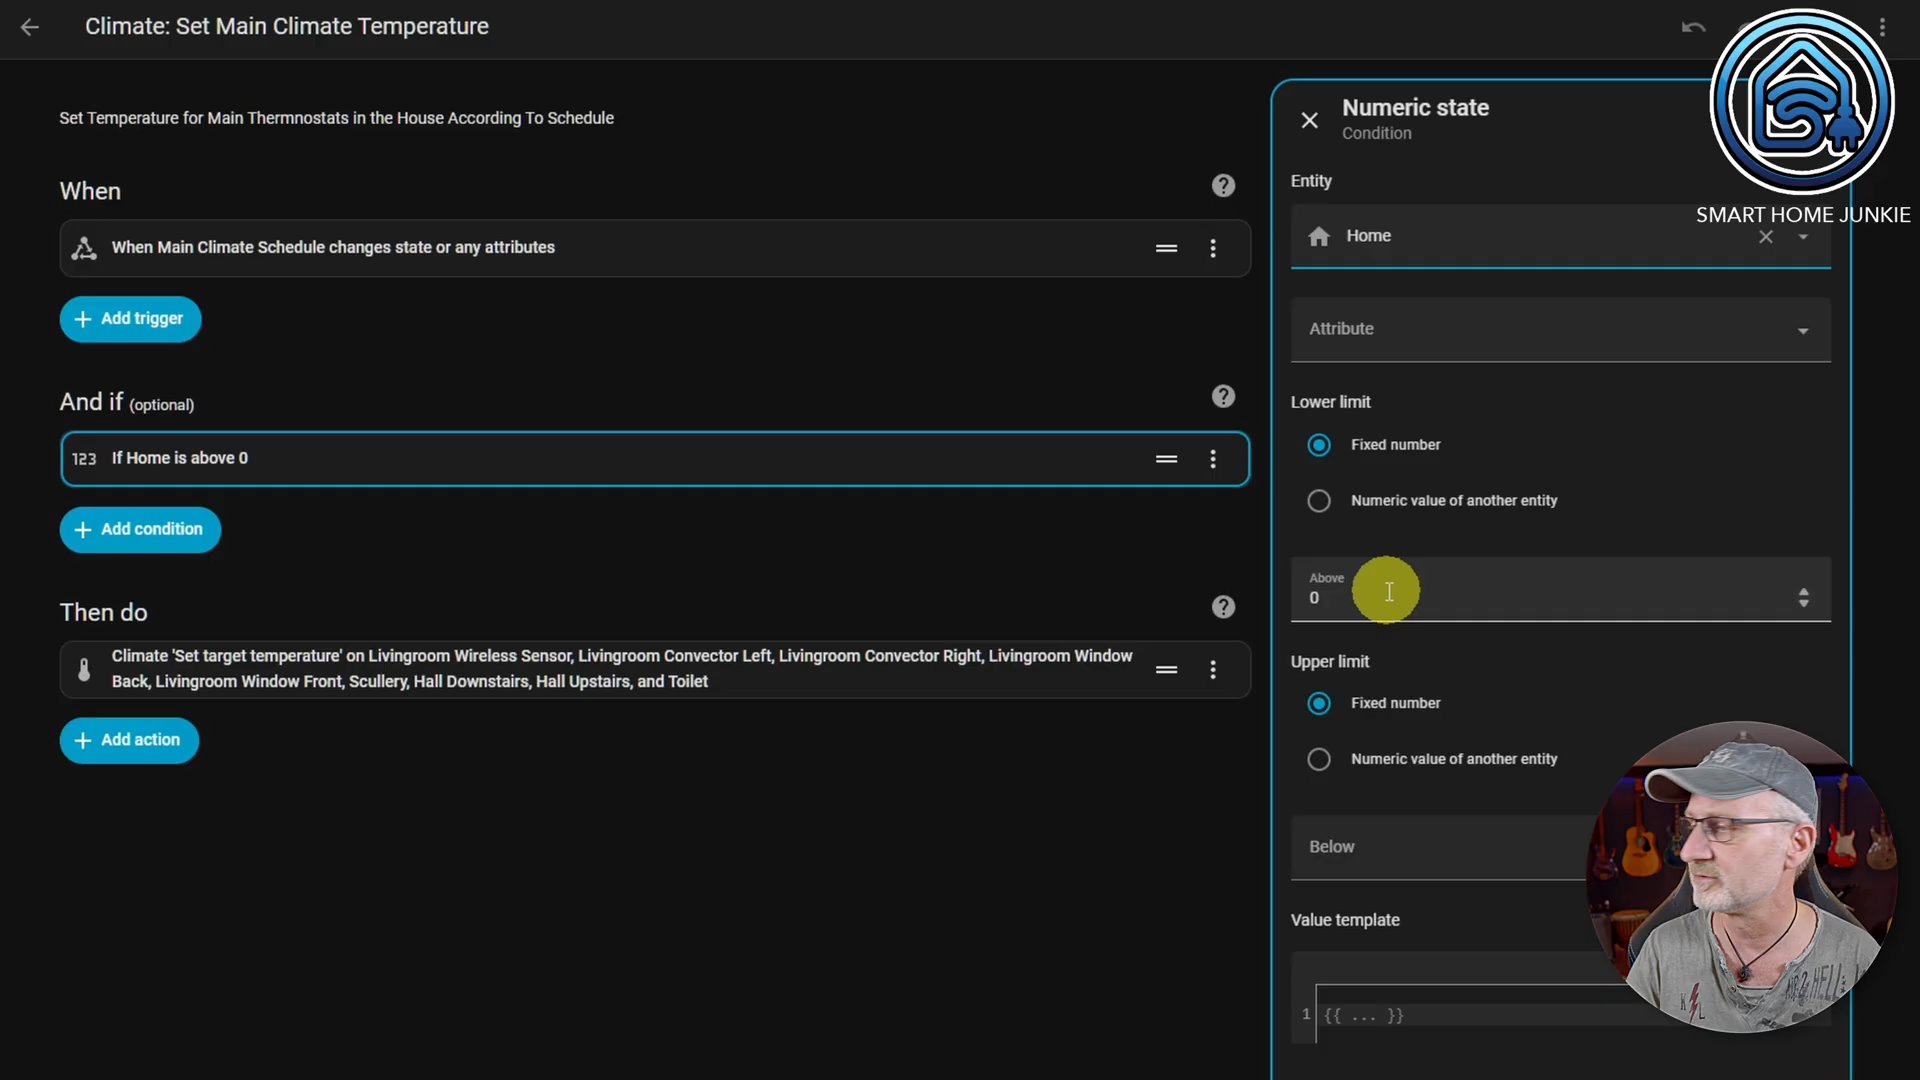 Climate: Set Main Climate Temperature
SMART HOME JUNKIE
Set Temperature for Main Thermnostats in the House According To Schedule
When
When Main Climate Schedule changes state or any attributes
+ Add trigger
And if (optional)
123 If Home is above 0
+ Add condition
Then do
Climate 'Set target temperature' on Livingroom Wireless Sensor, Livingroom Convector Left, Livingroom Convector Right, Livingroom Window
Back, Livingroom Window Front, Scullery, Hall Downstairs, Hall Upstairs, and Toilet
+ Add action
Numeric state
Condition
Entity
Home
Attribute
Lower limit
Fixed number
Numeric value of another entity
Above
0
Upper limit
Fixed number
Numeric value of another entity
Below
Value template
1 {{ ... }}